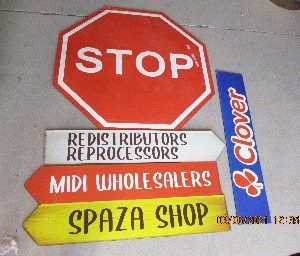 STOP
REDISTRIBUTORS
REPROCESSORS
MIDI WHOLESALERS
SPAZA SHOP
Clover